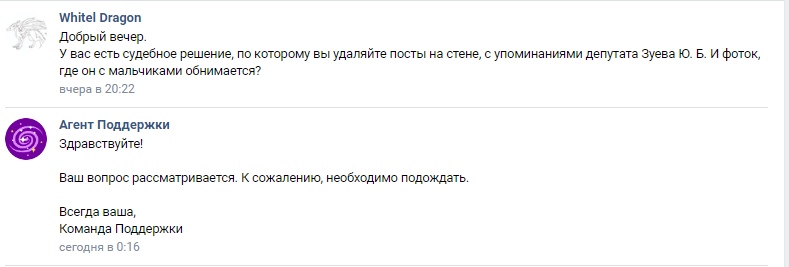 Whitel Dragon
Добрый вечер.
У вас есть судебное решение, по которому вы удаляйте посты на стене, с упоминаниями депутата Зуева Ю. Б. И фоток,
где он с мальчиками обнимается?
вчера в 20:22
Агент Поддержки
Здравствуйте!
Ваш вопрос рассматривается. К сожалению, необходимо подождать.
Всегда ваша,
Команда Поддержки
сегодня в 0:16